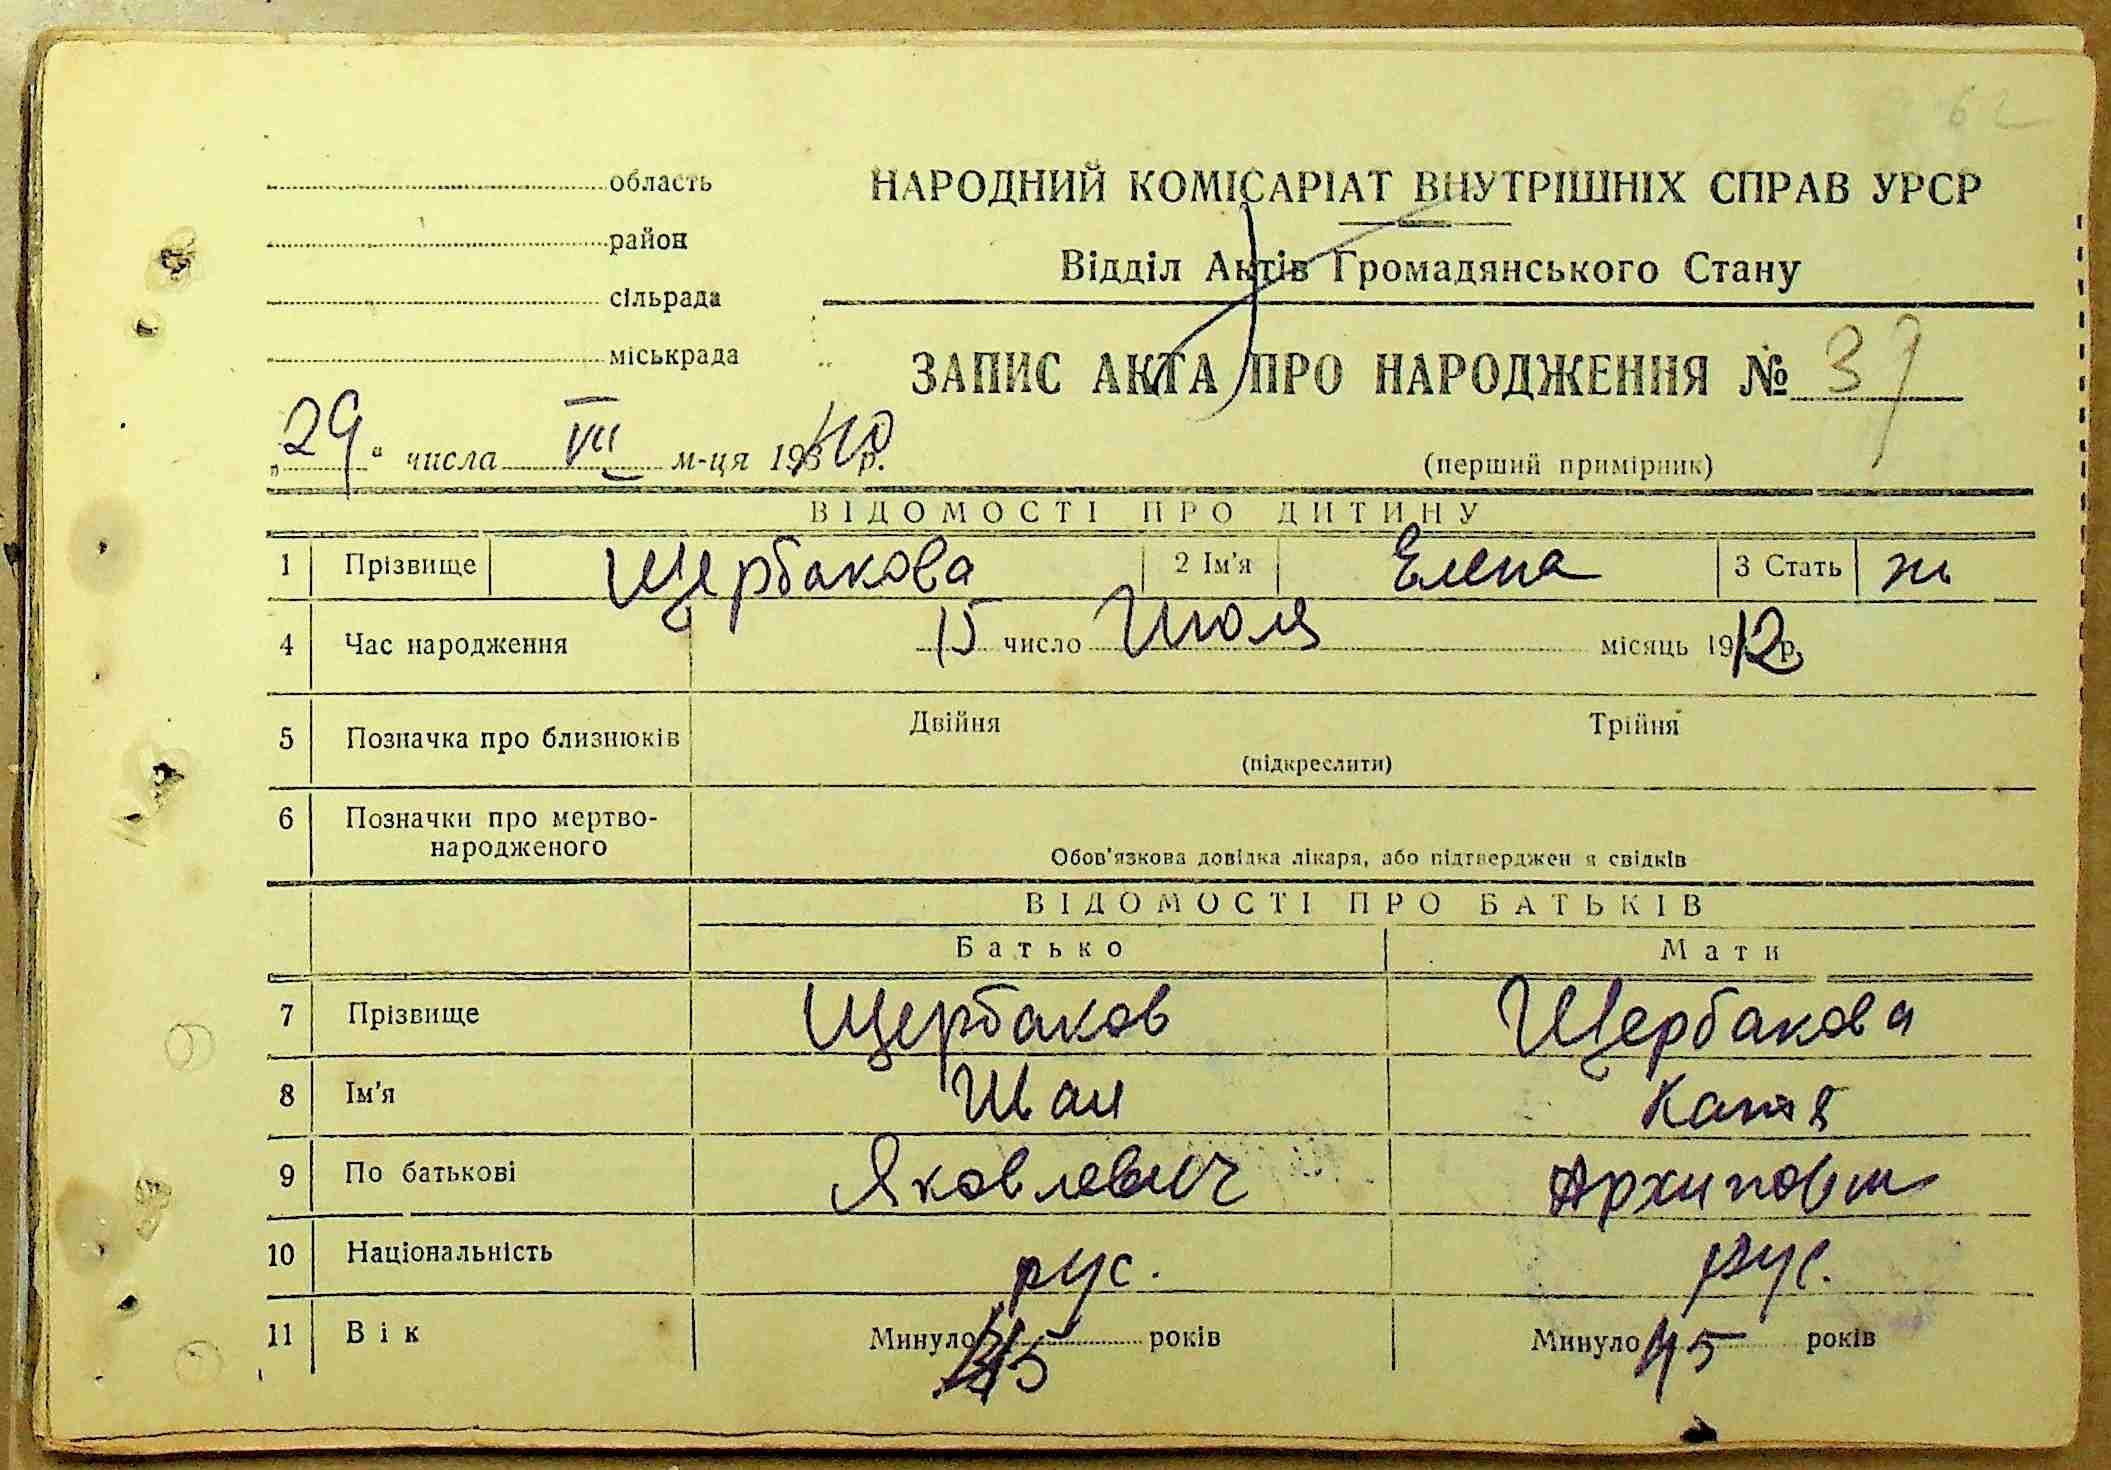 62
область
НАРОДНИЙ КОМІСАРІАТ ВНУТРІШНІХ СПРАВ УРСР
район
Відділ Актів Громадянського Стану
сільрада
міськрада
ЗАПИС АКТА ПРО НАРОДЖЕННЯ № 39
„29“ числа VII м-ця 1940 р.
(перший примірник)
ВІДОМОСТІ ПРО ДИТИНУ
1 Прізвище Щербакова 2 Ім'я Елена 3 Стать ж
4 Час народження 15 число Июля місяць 1912 р.
5 Позначка про близнюків Двійня Трійня
(підкреслити)
6 Позначки про мертво-
народженого
Обов'язкова довідка лікаря, або підтверджен я свідків
ВІДОМОСТІ ПРО БАТЬКІВ
Батько Мати
7 Прізвище Щербаков Щербакова
8 Ім'я Иван Катя
9 По батькові Яковлевич Архиповн
10 Національність рус. рус.
11 Вік Минуло 45 років Минуло 45 років